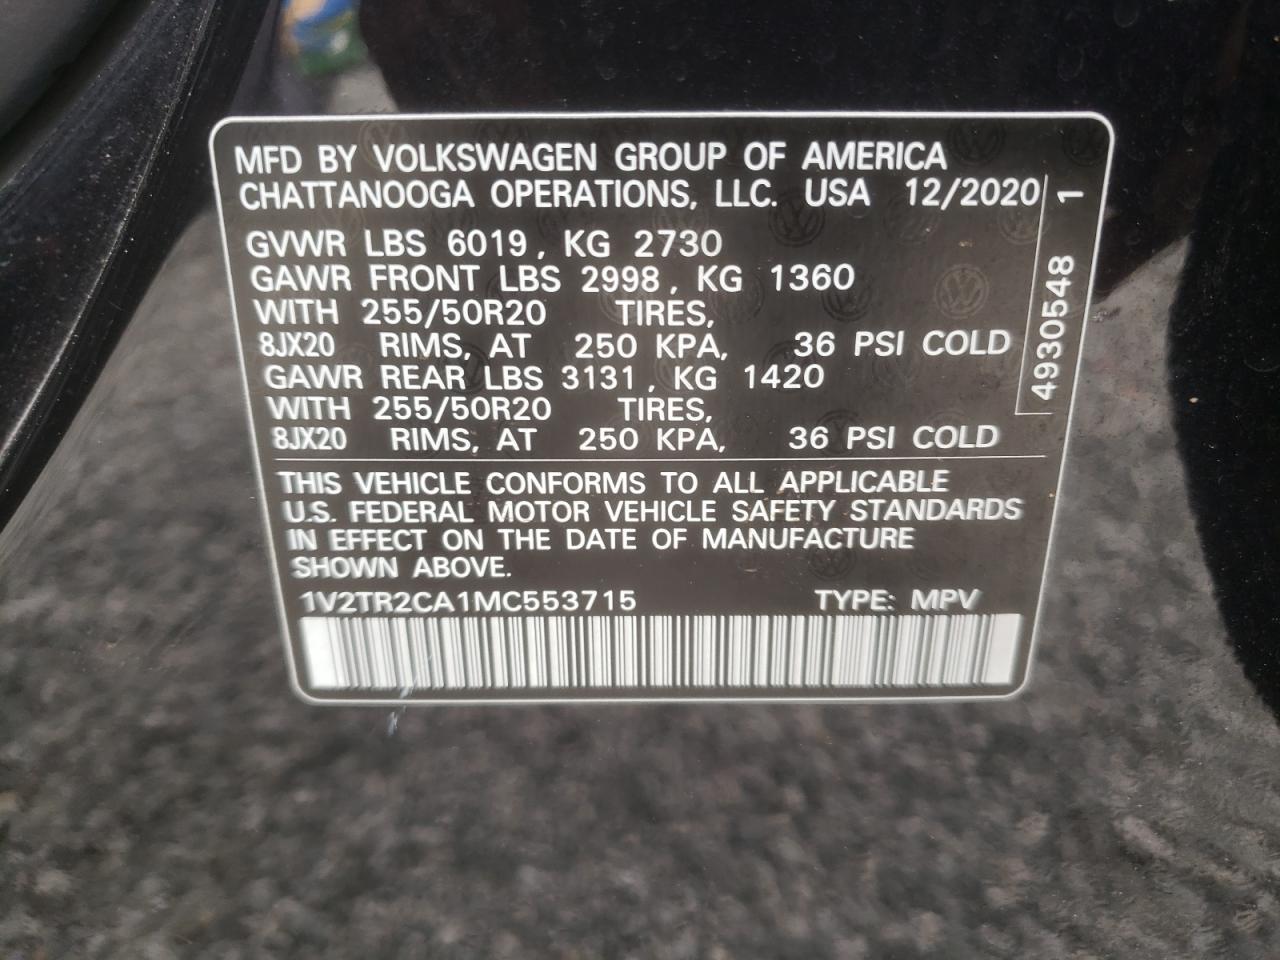 MFD BY VOLKSWAGEN GROUP OF AMERICA
CHATTANOOGA OPERATIONS, LLC. USA 12/2020
GVWR LBS 6019, KG 2730
GAWR FRONT LBS 2998, KG 1360
WITH 255/50R20 TIRES,
8JX20 RIMS, AT 250 KPA, 36 PSI COLD
GAWR REAR LBS 3131, KG 1420
WITH 255/50R20 TIRES,
8JX20 RIMS, AT 250 KPA, 36 PSI COLD
THIS VEHICLE CONFORMS TO ALL APPLICABLE
U.S. FEDERAL MOTOR VEHICLE SAFETY STANDARDS
IN EFFECT ON THE DATE OF MANUFACTURE
SHOWN ABOVE.
1V2TR2CA1MC553715 TYPE: MPV
4930548 1